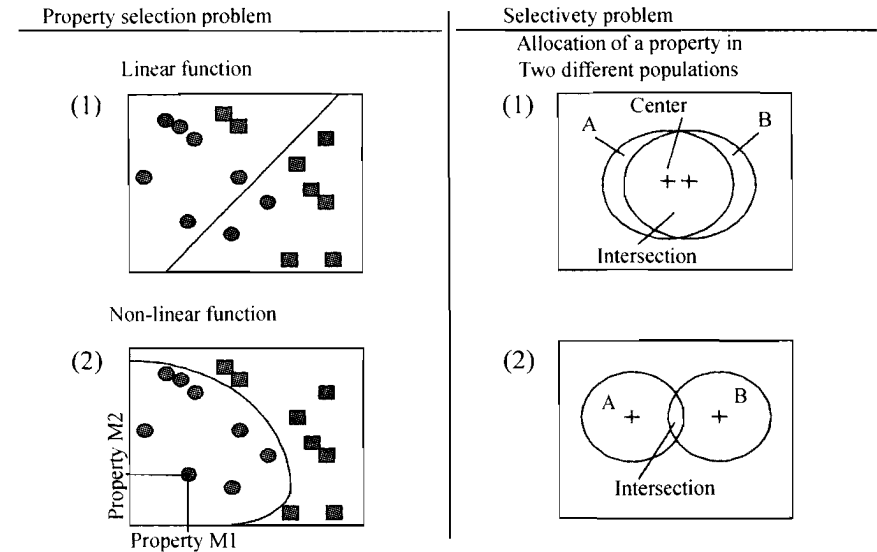 Property selection problem
Linear function
(1)
Non-linear function
(2)
Property M2
Property M1
Selectivety problem
Allocation of a property in
Two different populations
(1)
Center
A
B
Intersection
(2)
A
B
Intersection